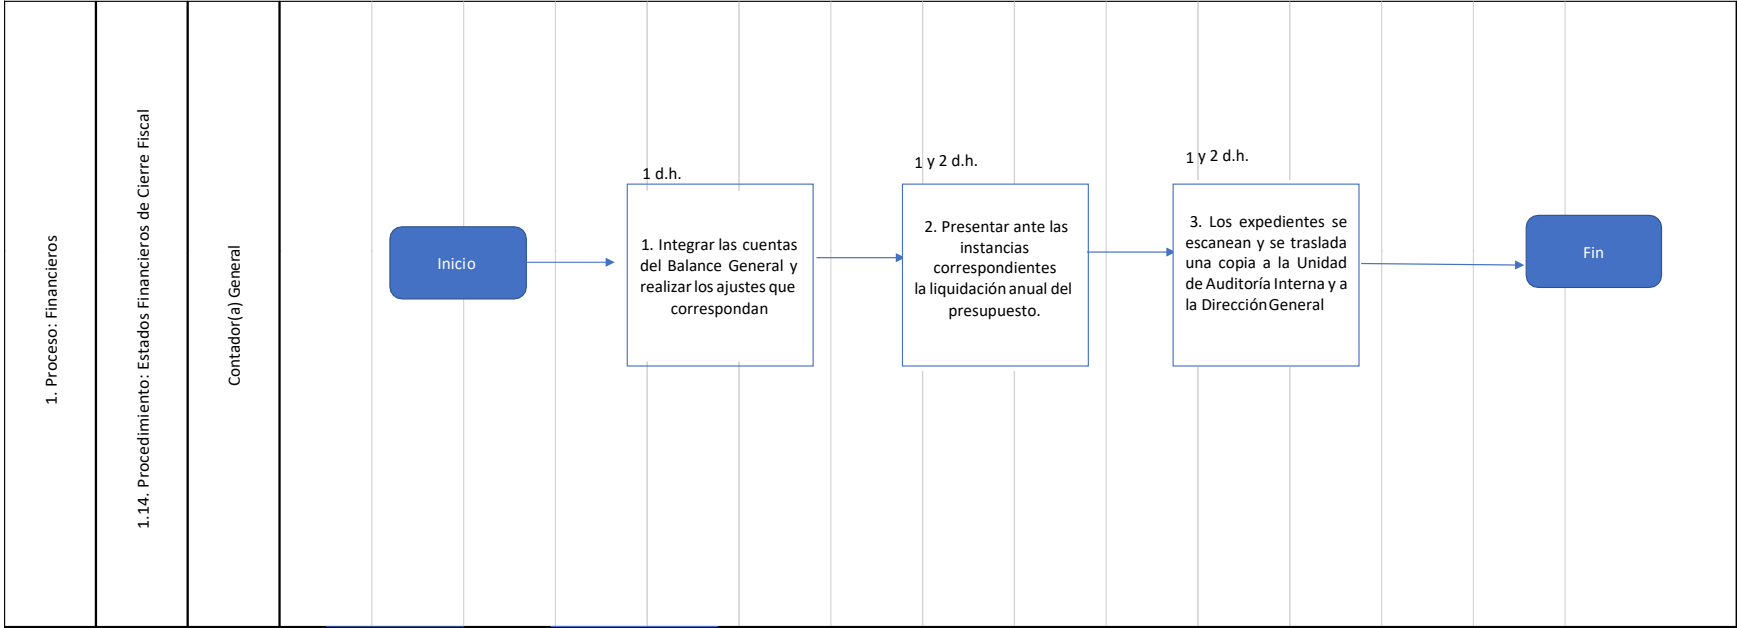 1. Proceso: Financieros
1.14. Procedimiento: Estados Financieros de Cierre Fiscal
Contador(a) General
Inicio
1 d.h.
1. Integrar las cuentas
del Balance General y
realizar los ajustes que
correspondan
1 y 2 d.h.
2. Presentar ante las
instancias
correspondientes
la liquidación anual del
presupuesto.
1 y 2 d.h.
3. Los expedientes se
escanean y se traslada
una copia a la Unidad
de Auditoría Interna y a
la Dirección General
Fin